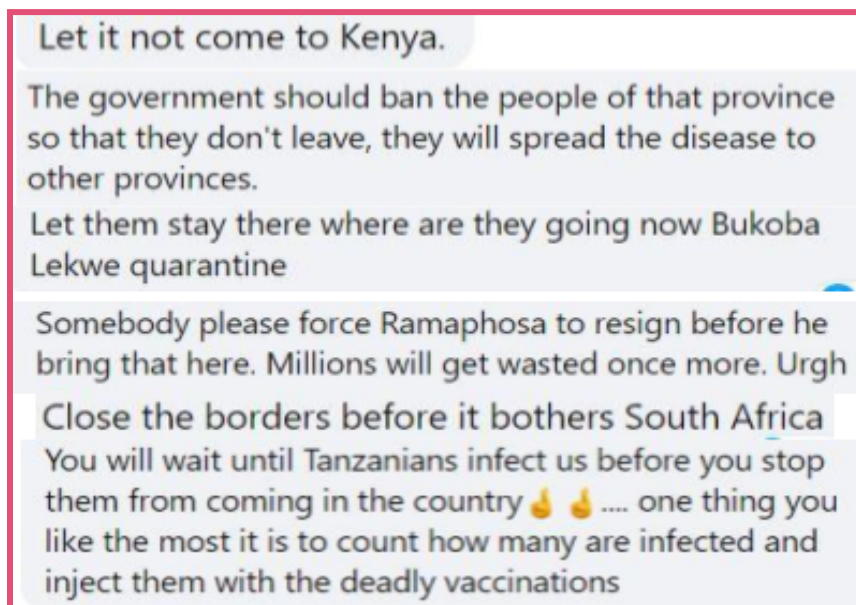 Let it not come to Kenya.
The government should ban the people of that province
so that they don't leave, they will spread the disease to
other provinces.
Let them stay there where are they going now Bukoba
Lekwe quarantine
Somebody please force Ramaphosa to resign before he
bring that here. Millions will get wasted once more. Urgh
Close the borders before it bothers South Africa
You will wait until Tanzanians infect us before you stop
them from coming in the country🤞🤞.... one thing you
like the most it is to count how many are infected and
inject them with the deadly vaccinations